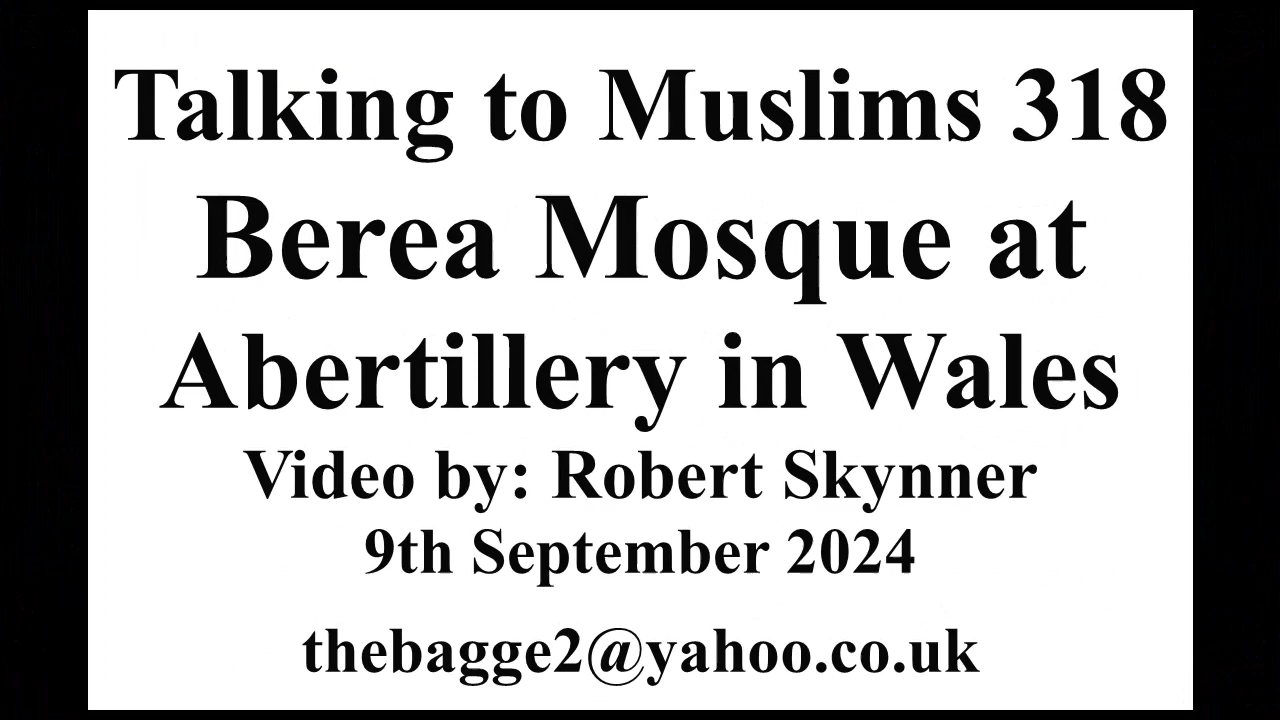 Talking to Muslims 318
Berea Mosque at
Abertillery in Wales
Video by: Robert Skynner
9th September 2024
thebagge2@yahoo.co.uk